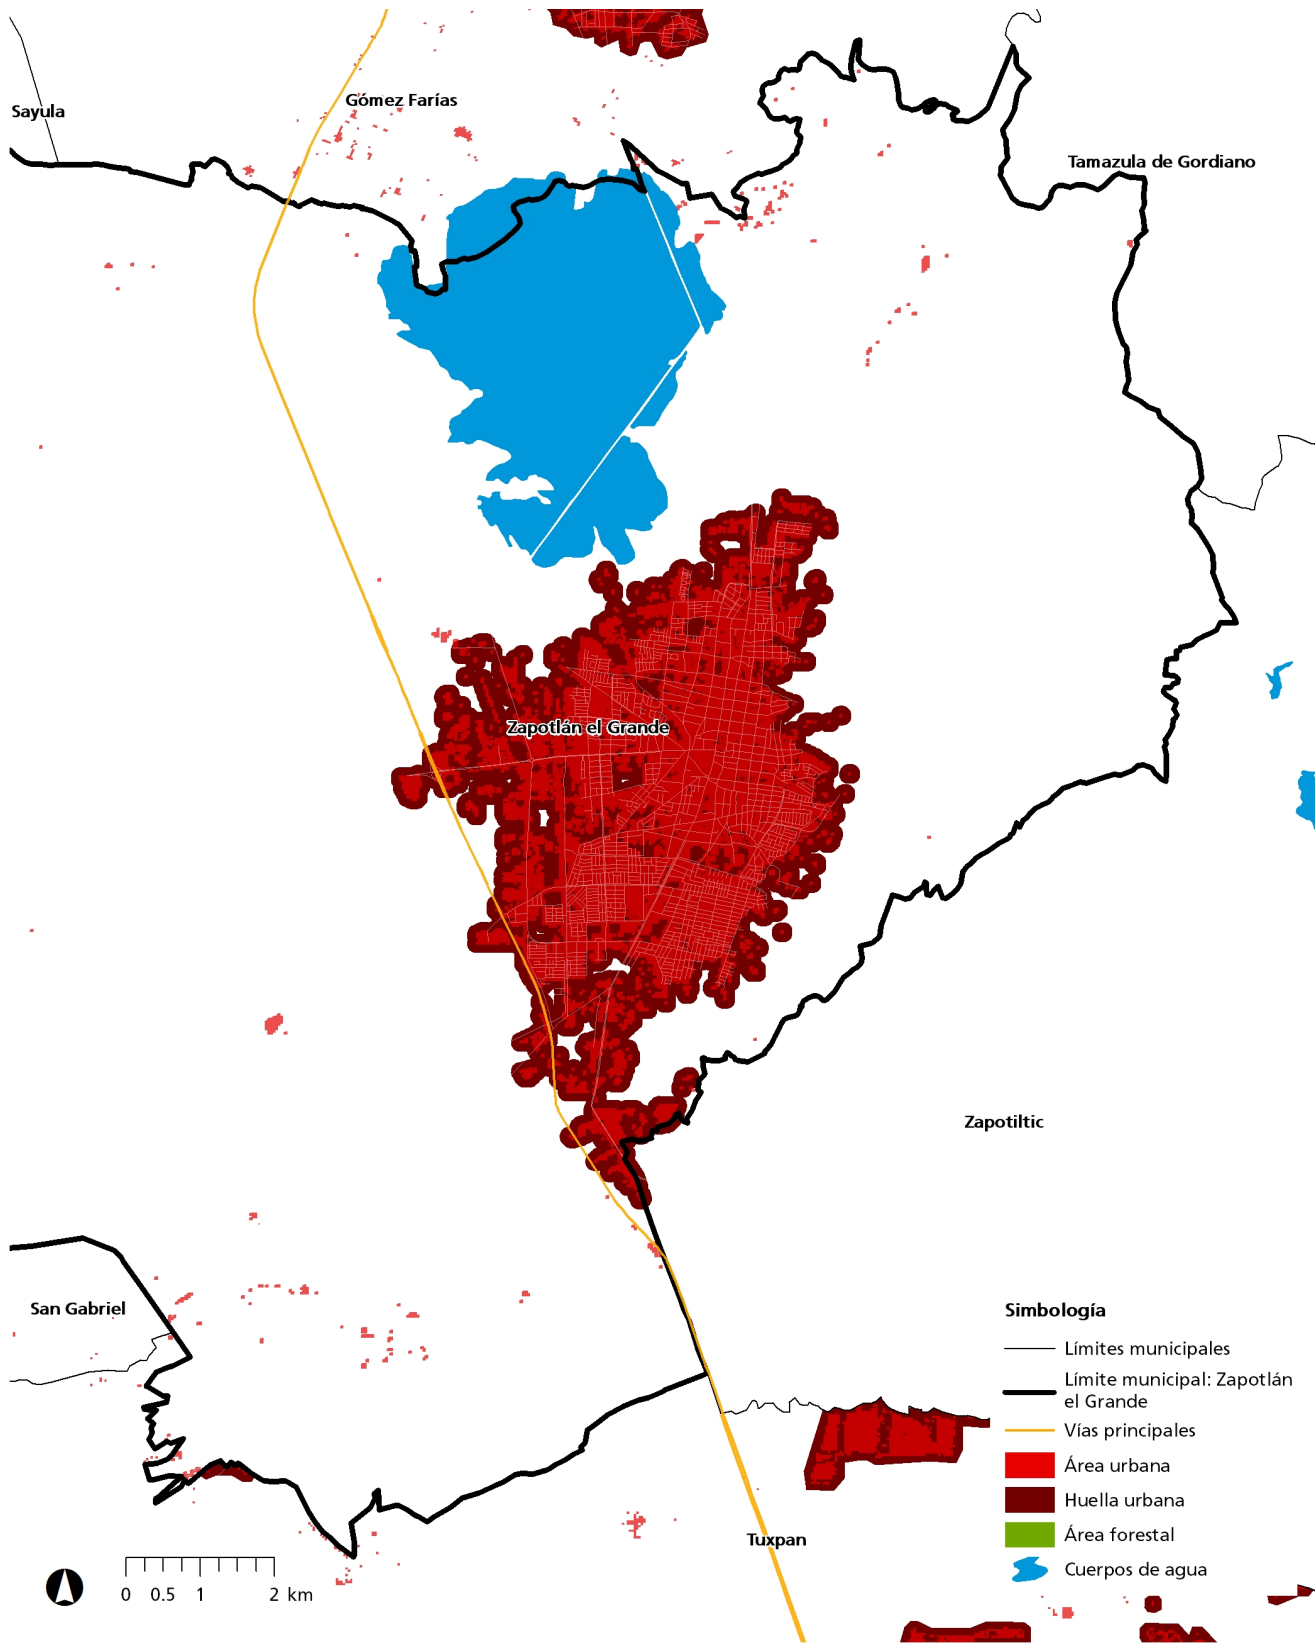 Gómez Farías
Sayula
Tamazula de Gordiano
Zapotlán el Grande
Zapotiltic
San Gabriel
Tuxpan
Simbología
Límites municipales
Límite municipal: Zapotlán
el Grande
Vías principales
Área urbana
Huella urbana
Área forestal
Cuerpos de agua
0 0.5 1 2 km